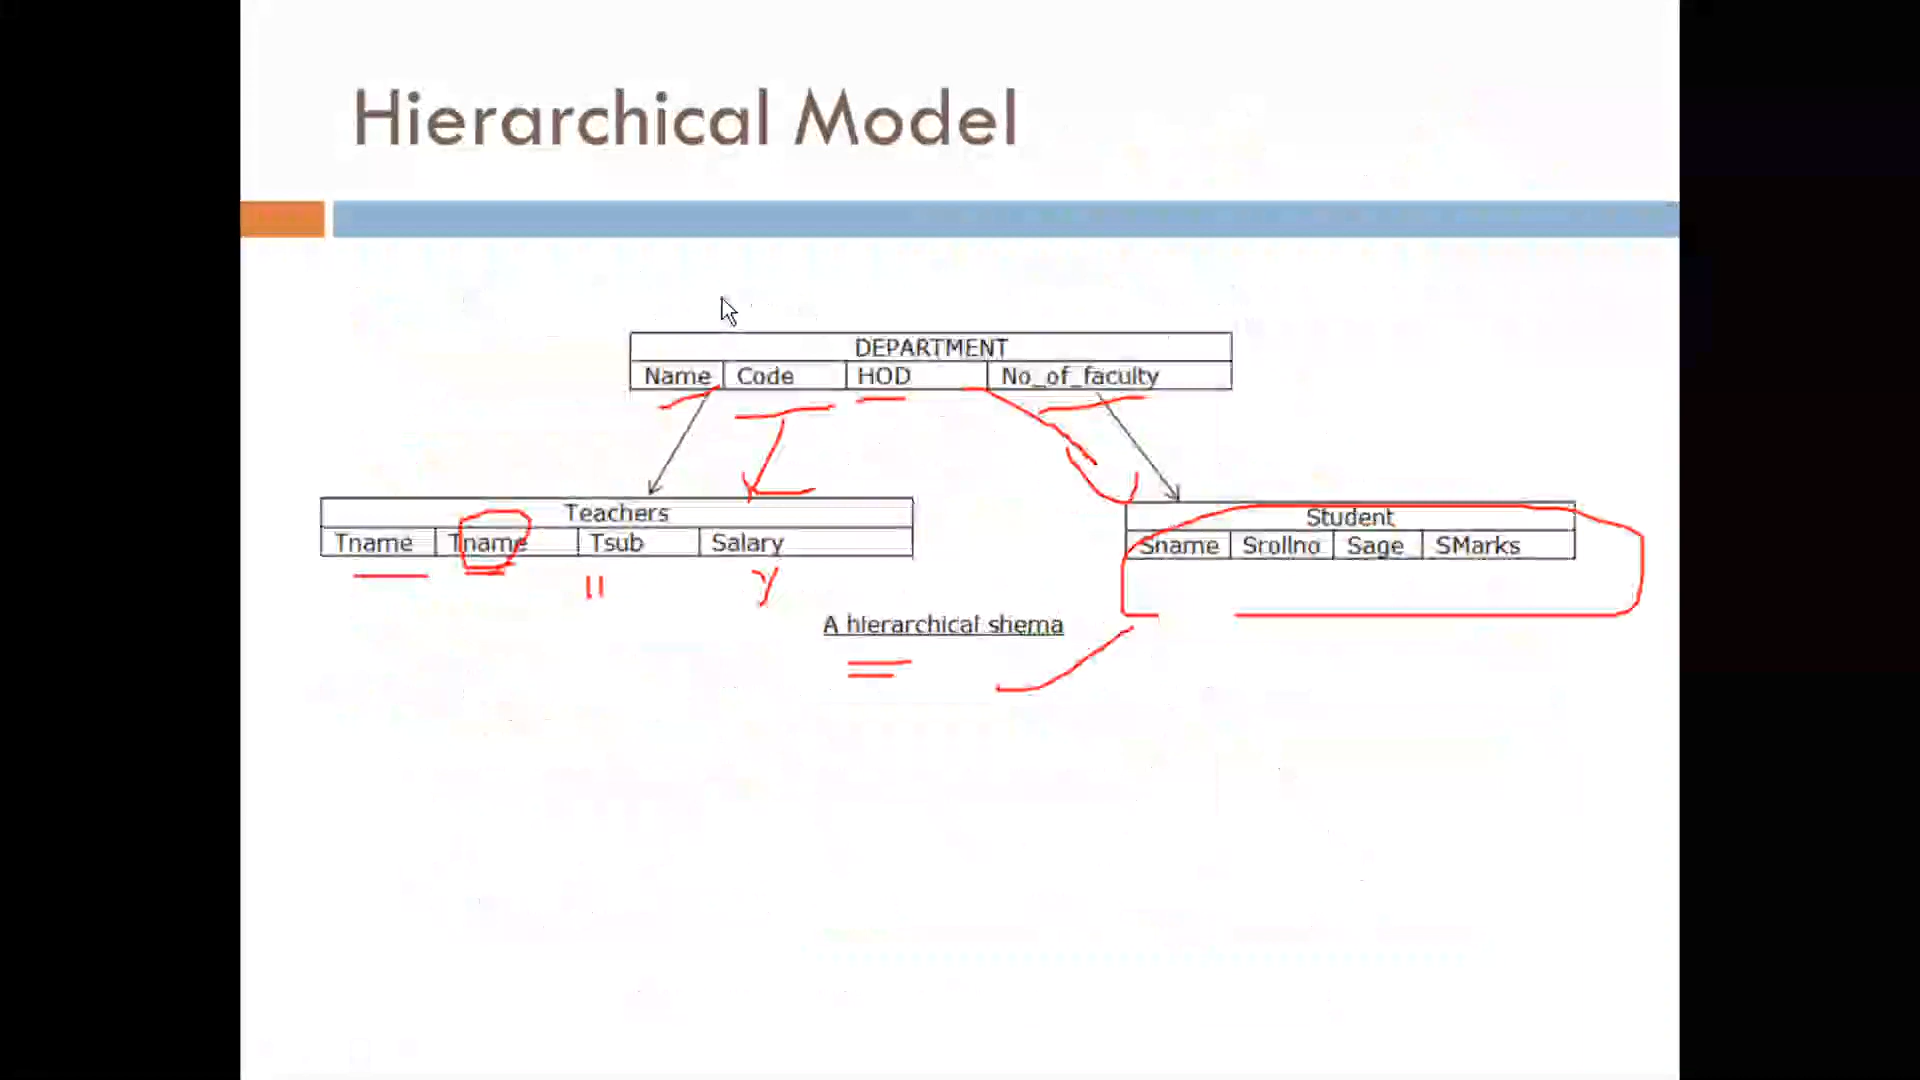 Hierarchical Model
DEPARTMENT
Name Code HOD No_of_faculty
Teachers
Tname Tname Tsub Salary
Student
Sname Srollno Sage SMarks
A hierarchical shema